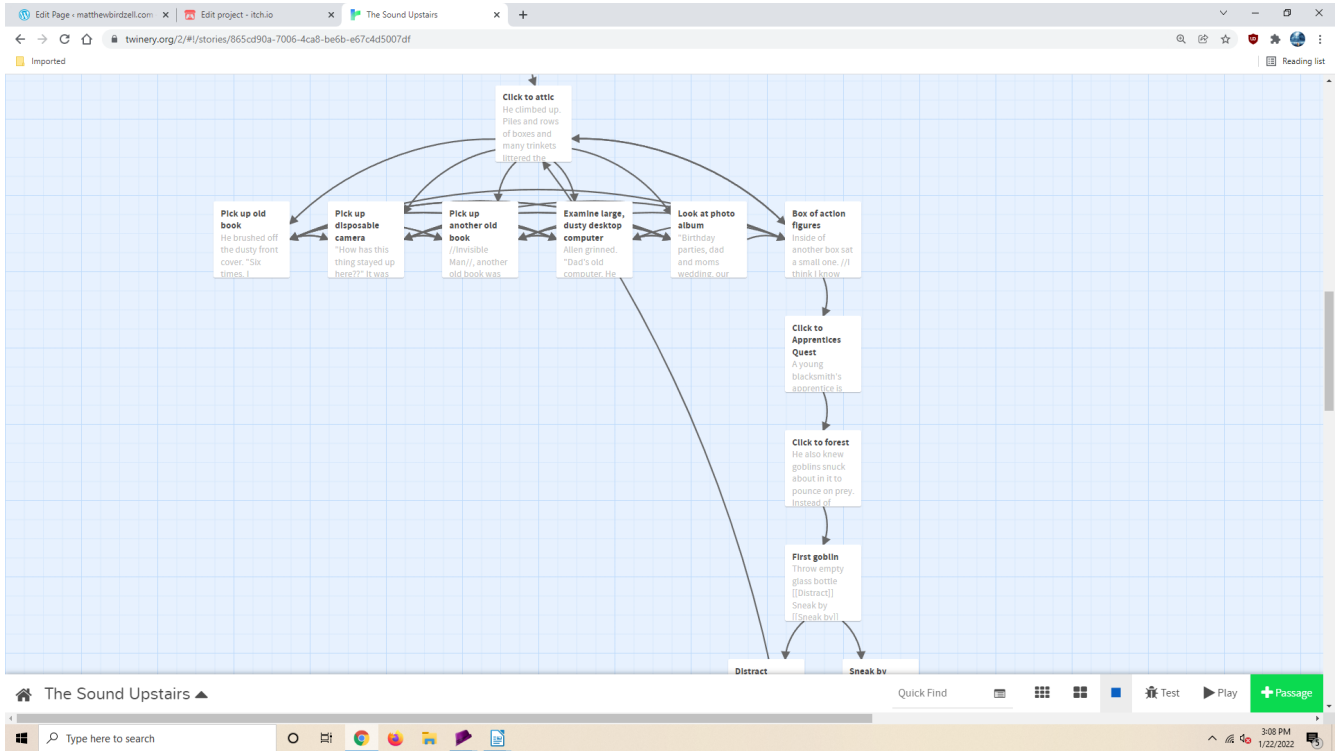 Edit Page ‹ matthewbirdzell.com
Edit project - itch.io
The Sound Upstairs
twinery.org/2/#!/stories/865cd90a-7006-4ca8-be6b-e67c4d5007df
Imported
Reading list
Click to attic
He climbed up.
Piles and rows
of boxes and
many trinkets
littered the
Pick up old
book
He brushed off
the dusty front
cover. "Six
times, I
Pick up
disposable
camera
"How has this
thing stayed up
here??" It was
Pick up
another old
book
//Invisible
Man//, another
old book was
Examine large,
dusty desktop
computer
Allen grinned.
"Dad's old
computer. He
Look at photo
album
"Birthday
parties, dad
and moms
wedding, our
Box of action
figures
Inside of
another box sat
a small one. //I
think I know
Click to
Apprentices
Quest
A young
blacksmith's
apprentice is
Click to forest
He also knew
goblins snuck
about in it to
pounce on prey.
Instead of
First goblin
Throw empty
glass bottle
[[Distract]]
Sneak by
[[Sneak by]]
Distract
Sneak by
The Sound Upstairs
Quick Find
Test
Play
+ Passage
Type here to search
3:08 PM
1/22/2022
5